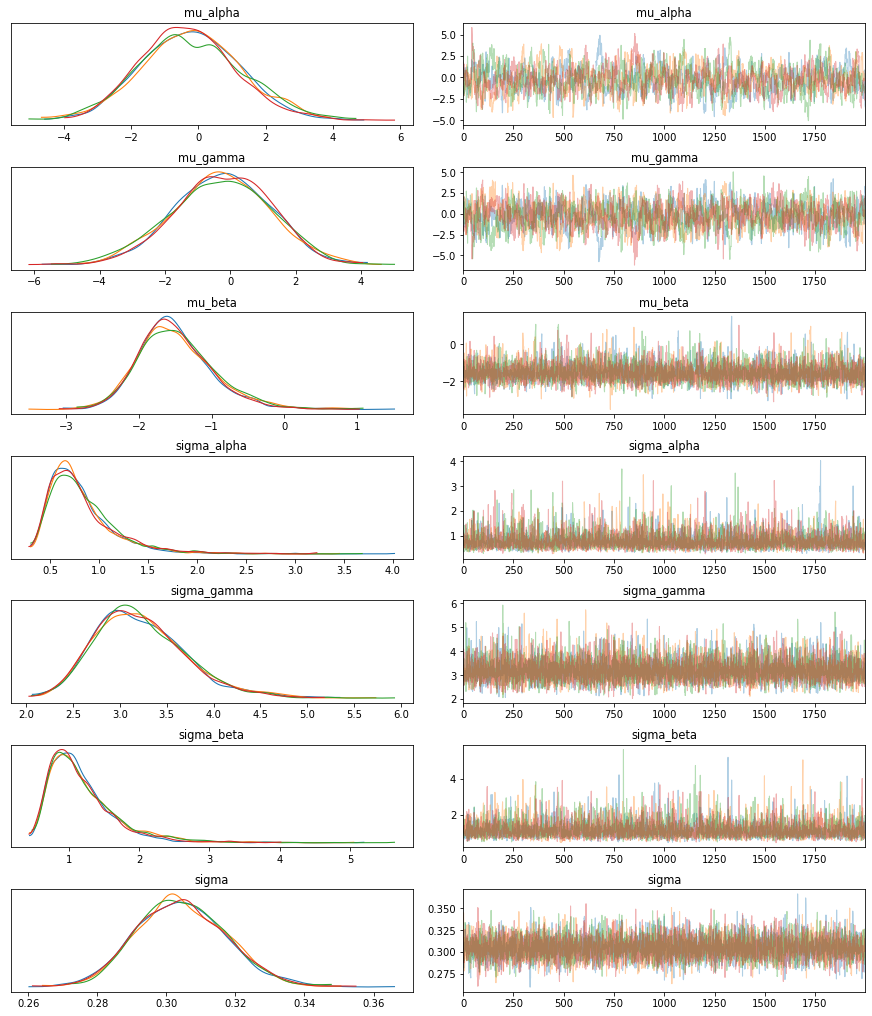 mu_alpha mu_alpha
5.0
2.5
0.0
−2.5
−5.0
−4 −2 0 2 4 6 0 250 500 750 1000 1250 1500 1750
mu_gamma mu_gamma
5.0
2.5
0.0
−2.5
−5.0
−6 −4 −2 0 2 4 0 250 500 750 1000 1250 1500 1750
mu_beta mu_beta
0
−2
−3 −2 −1 0 1 0 250 500 750 1000 1250 1500 1750
sigma_alpha sigma_alpha
4
3
2
1
0.5 1.0 1.5 2.0 2.5 3.0 3.5 4.0 0 250 500 750 1000 1250 1500 1750
sigma_gamma sigma_gamma
6
5
4
3
2
2.0 2.5 3.0 3.5 4.0 4.5 5.0 5.5 6.0 0 250 500 750 1000 1250 1500 1750
sigma_beta sigma_beta
4
2
1 2 3 4 5 0 250 500 750 1000 1250 1500 1750
sigma sigma
0.350
0.325
0.300
0.275
0.26 0.28 0.30 0.32 0.34 0.36 0 250 500 750 1000 1250 1500 1750